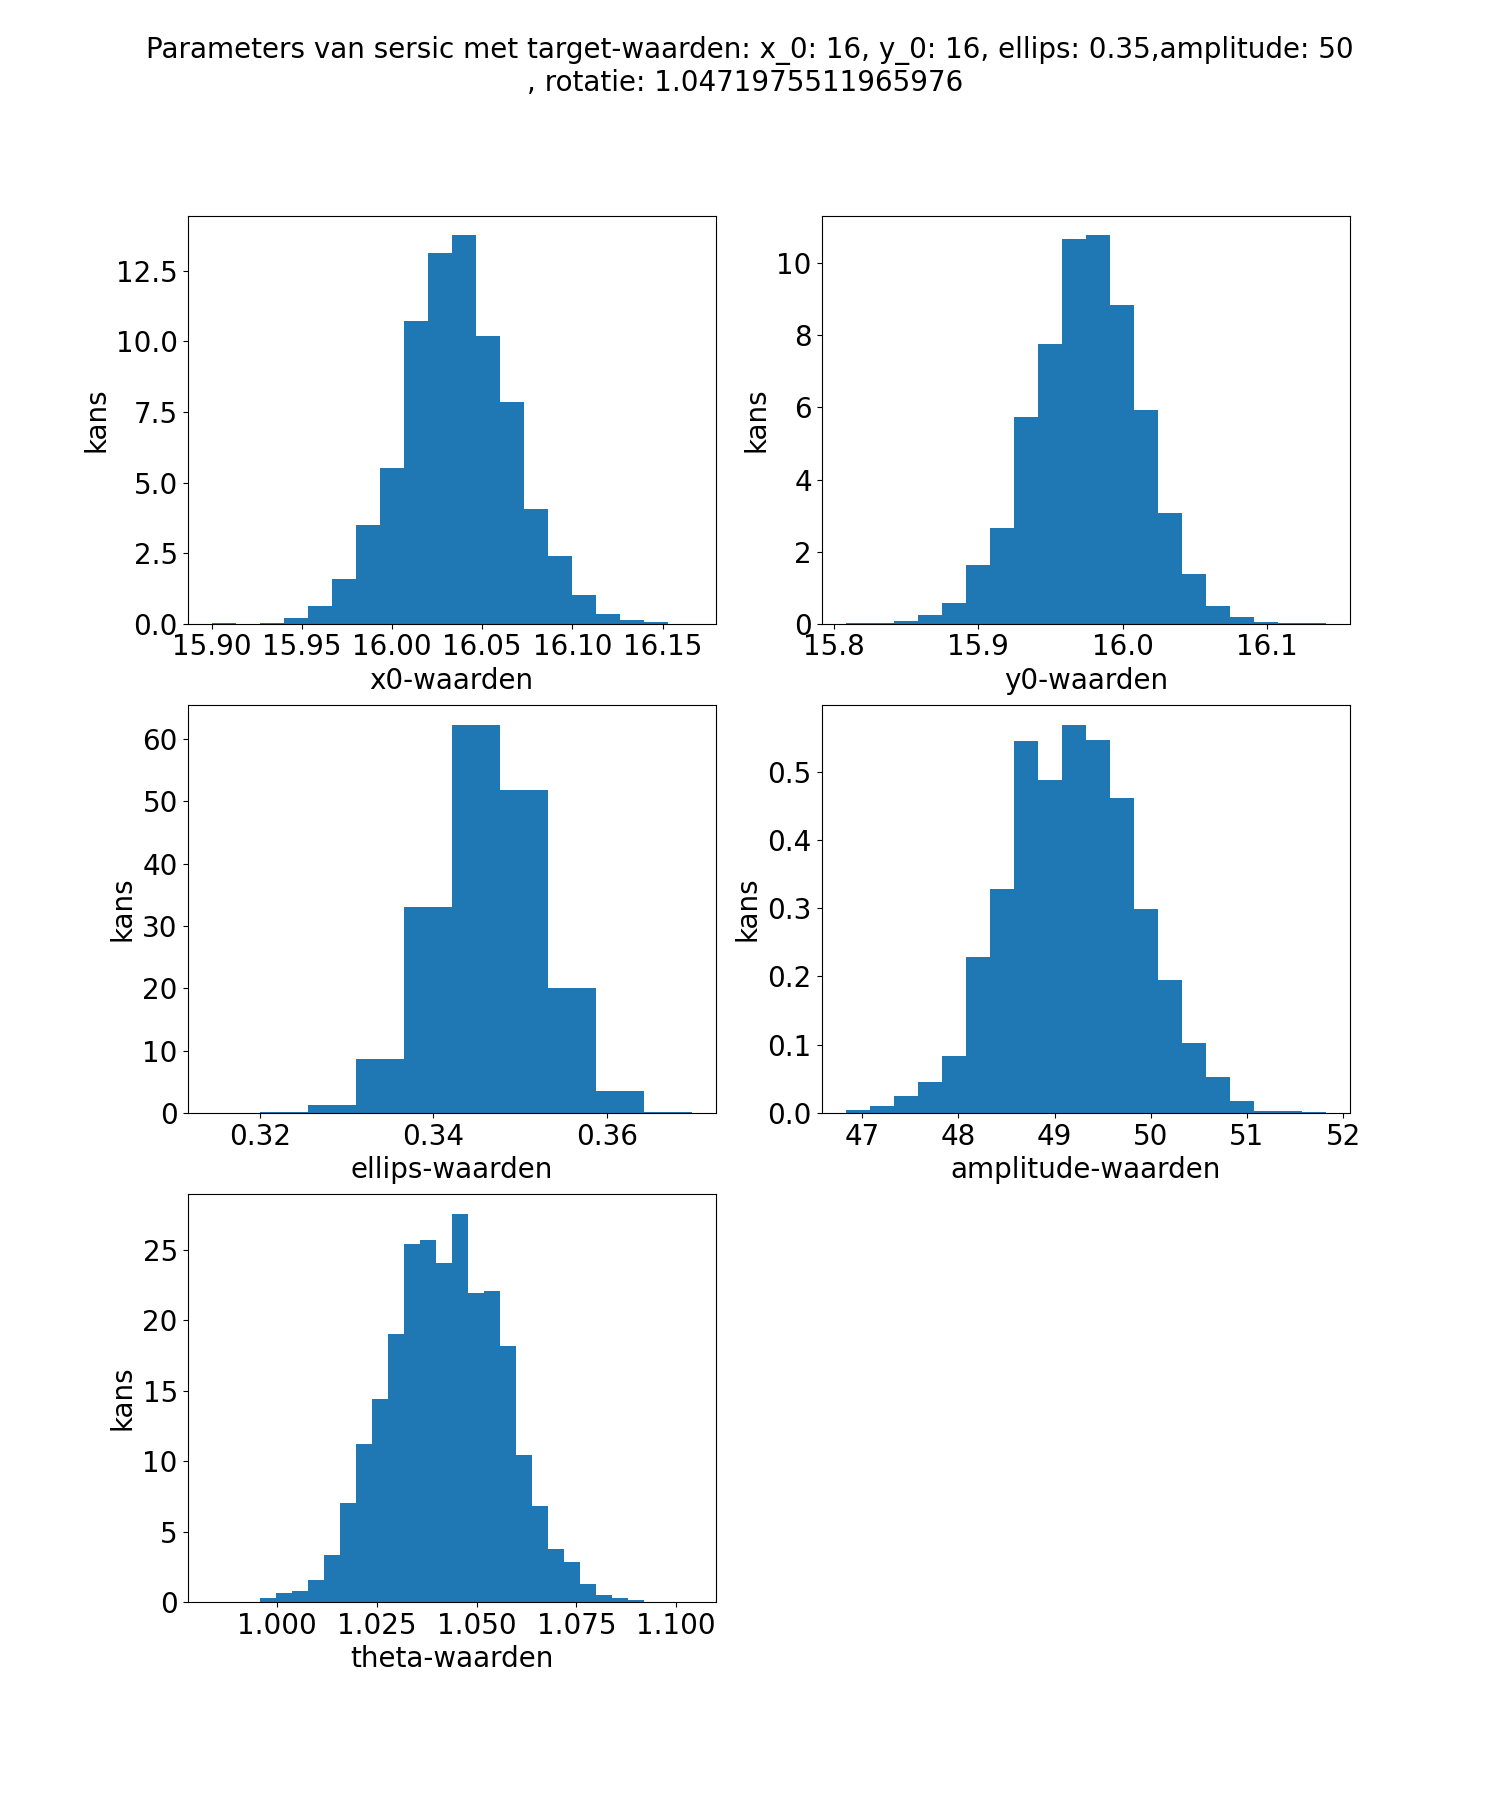 Parameters van sersic met target-waarden: x_0: 16, y_0: 16, ellips: 0.35,amplitude: 50
, rotatie: 1.0471975511965976
12.5
10.0
7.5
5.0
2.5
0.0
kans
15.90 15.95 16.00 16.05 16.10 16.15
x0-waarden
10
8
6
4
2
0
kans
15.8 15.9 16.0 16.1
y0-waarden
60
50
40
30
20
10
0
kans
0.32 0.34 0.36
ellips-waarden
0.5
0.4
0.3
0.2
0.1
0.0
kans
47 48 49 50 51 52
amplitude-waarden
25
20
15
10
5
0
kans
1.000 1.025 1.050 1.075 1.100
theta-waarden